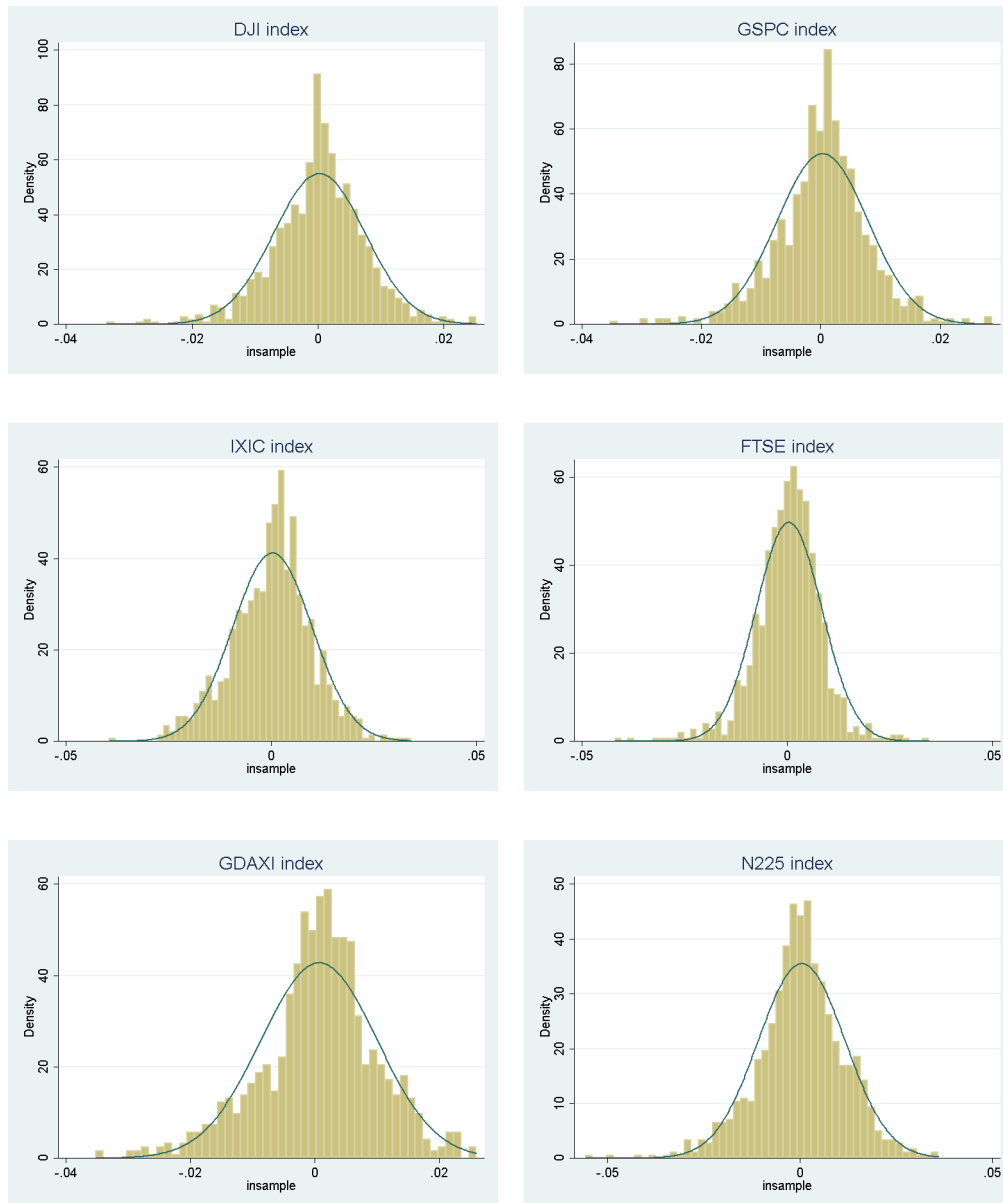 DJI index
Density
0 20 40 60 80 100
-.04 -.02 0 .02
insample
GSPC index
Density
0 20 40 60 80
-.04 -.02 0 .02
insample
IXIC index
Density
0 20 40 60
-.05 0 .05
insample
FTSE index
Density
0 20 40 60
-.05 0 .05
insample
GDAXI index
Density
0 20 40 60
-.04 -.02 0 .02
insample
N225 index
Density
0 10 20 30 40 50
-.05 0 .05
insample